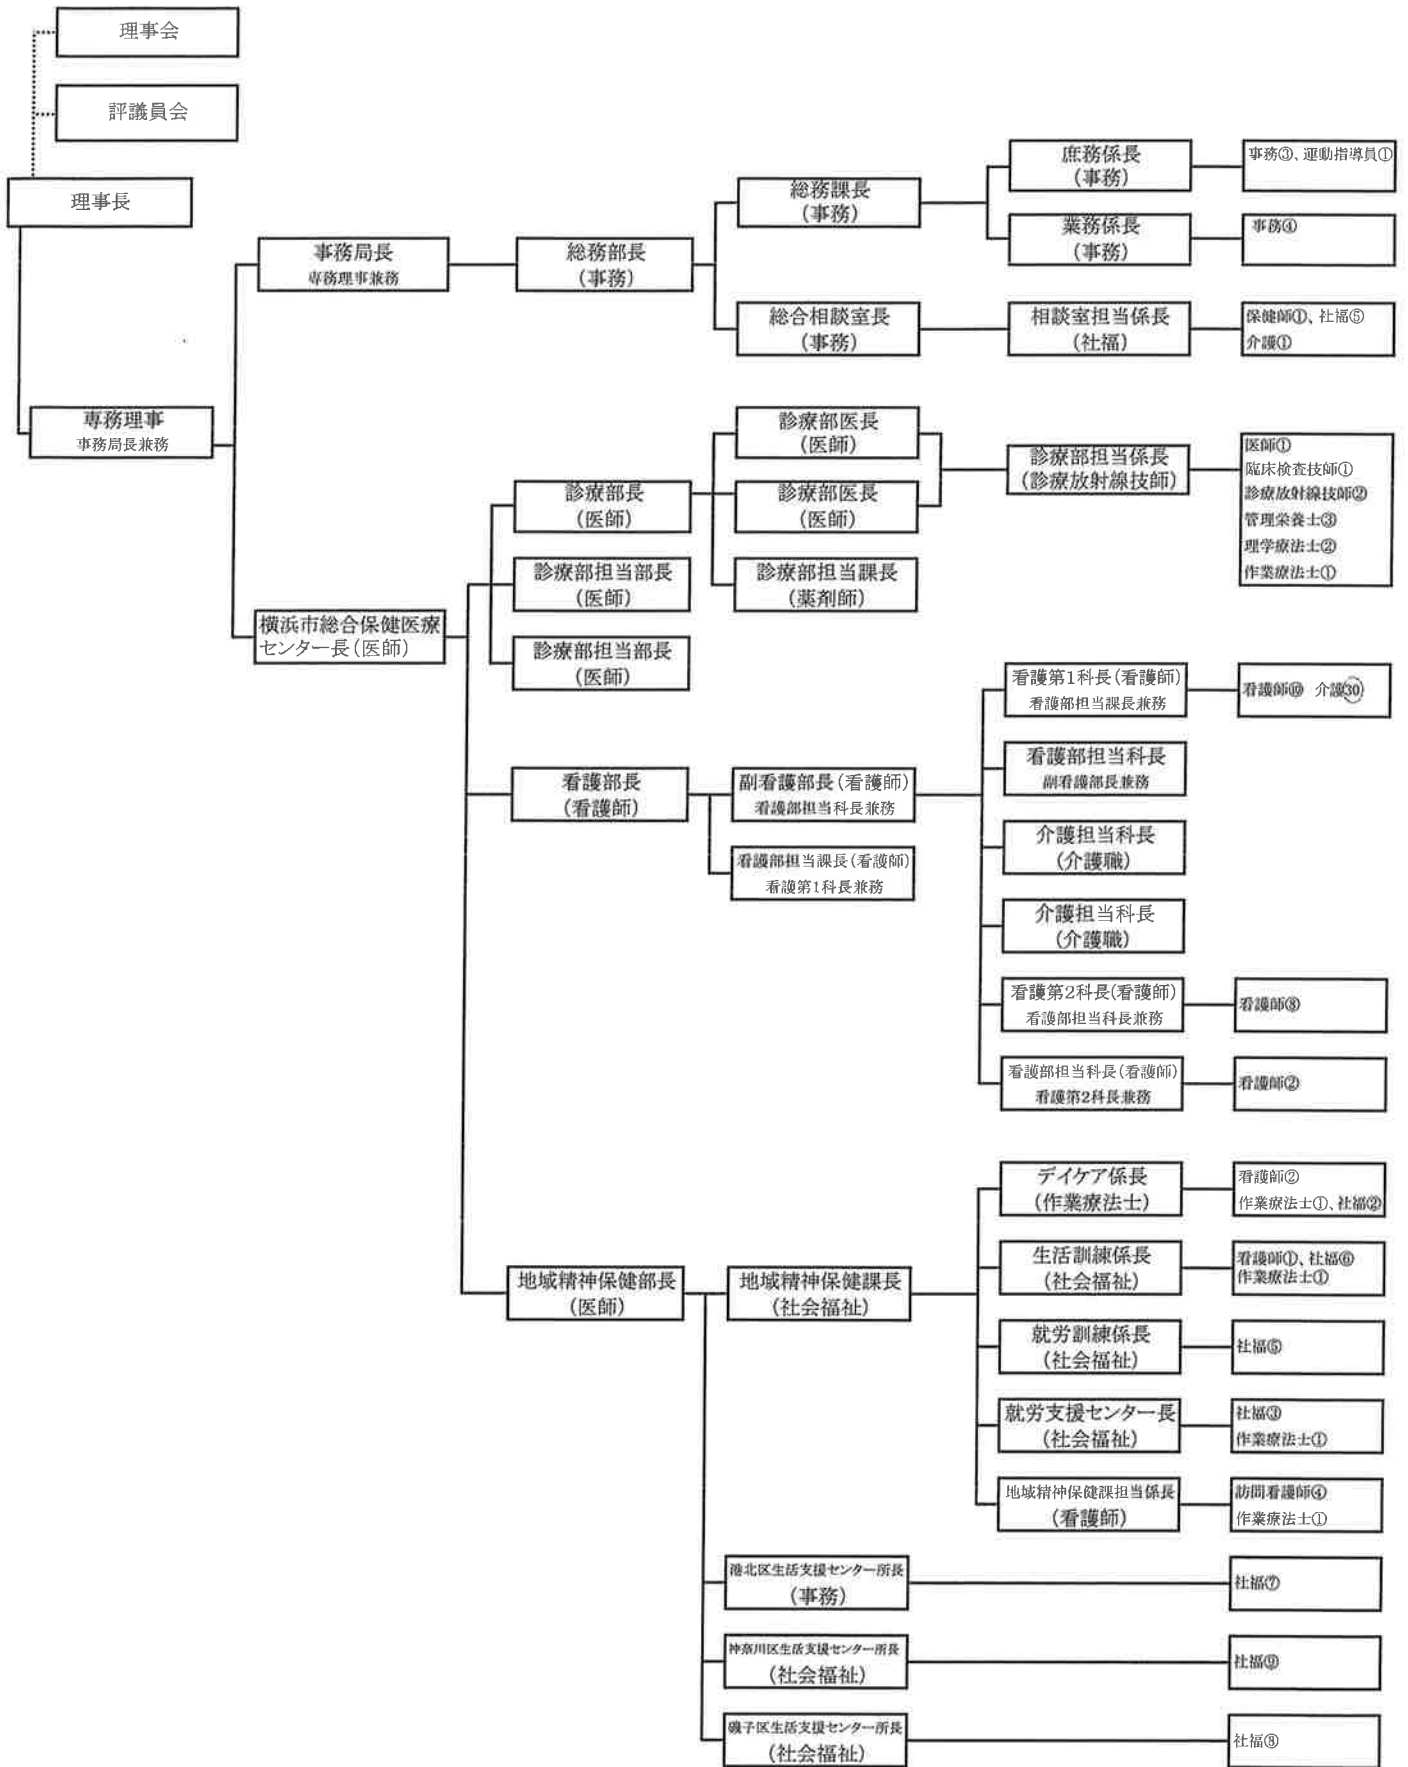 理事会
評議員会
理事長
専務理事
事務局長兼務
事務局長
専務理事兼務
総務部長
(事務)
総務課長
(事務)
庶務係長
(事務)
事務③、運動指導員①
業務係長
(事務)
事務④
総合相談室長
(事務)
相談室担当係長
(社福)
保健師①、社福⑤
介護①
横浜市総合保健医療
センター長(医師)
診療部長
(医師)
診療部担当部長
(医師)
診療部担当部長
(医師)
診療部医長
(医師)
診療部医長
(医師)
診療部担当課長
(薬剤師)
診療部担当係長
(診療放射線技師)
医師①
臨床検査技師①
診療放射線技師②
管理栄養士③
理学療法士②
作業療法士①
看護部長
(看護師)
副看護部長(看護師)
看護部担当科長兼務
看護部担当課長(看護師)
看護第1科長兼務
看護第1科長(看護師)
看護部担当課長兼務
看護師⑩ 介護㉚
看護部担当科長
副看護部長兼務
介護担当科長
(介護職)
介護担当科長
(介護職)
看護第2科長(看護師)
看護部担当科長兼務
看護師⑧
看護部担当科長(看護師)
看護第2科長兼務
看護師②
地域精神保健部長
(医師)
地域精神保健課長
(社会福祉)
デイケア係長
(作業療法士)
看護師②
作業療法士①、社福②
生活訓練係長
(社会福祉)
看護師①、社福⑥
作業療法士①
就労訓練係長
(社会福祉)
社福⑤
就労支援センター長
(社会福祉)
社福③
作業療法士①
地域精神保健課担当係長
(看護師)
訪問看護師④
作業療法士①
港北区生活支援センター所長
(事務)
社福⑦
神奈川区生活支援センター所長
(社会福祉)
社福⑨
磯子区生活支援センター所長
(社会福祉)
社福⑧